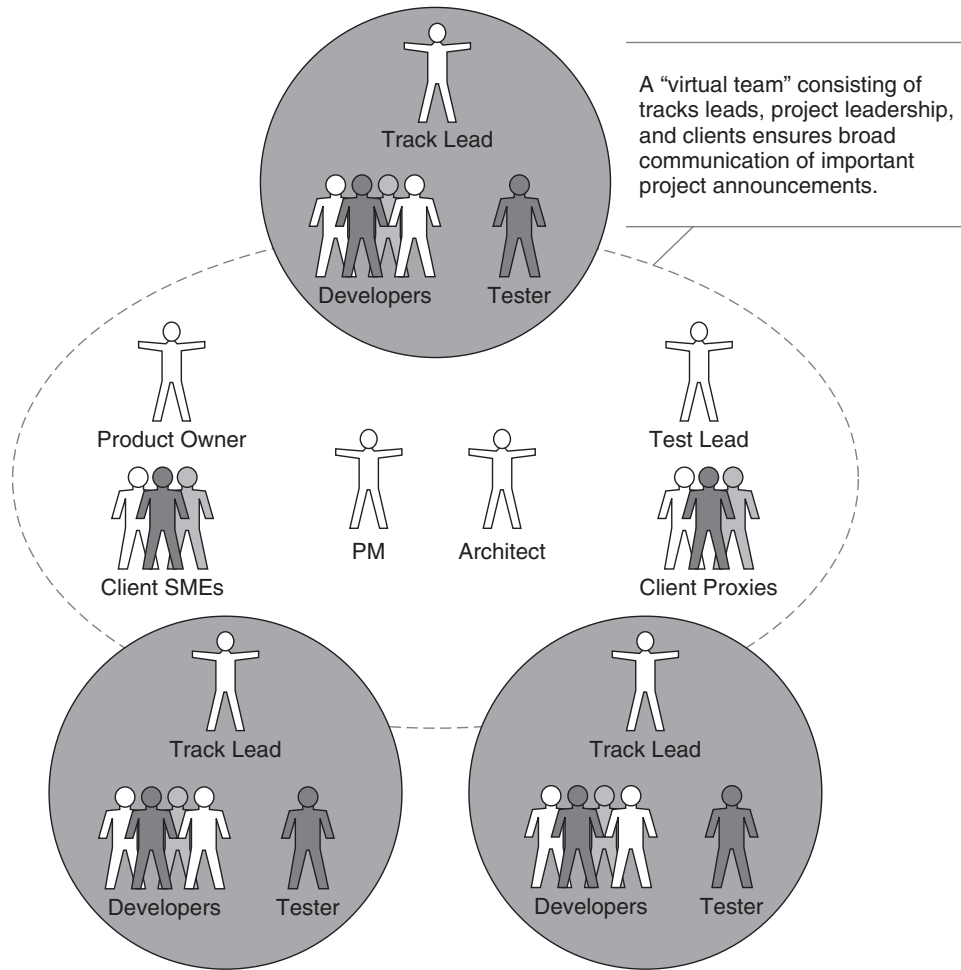 Track Lead
Developers
Tester
A “virtual team” consisting of
tracks leads, project leadership,
and clients ensures broad
communication of important
project announcements.
Product Owner
Client SMEs
PM
Architect
Test Lead
Client Proxies
Track Lead
Developers
Tester
Track Lead
Developers
Tester